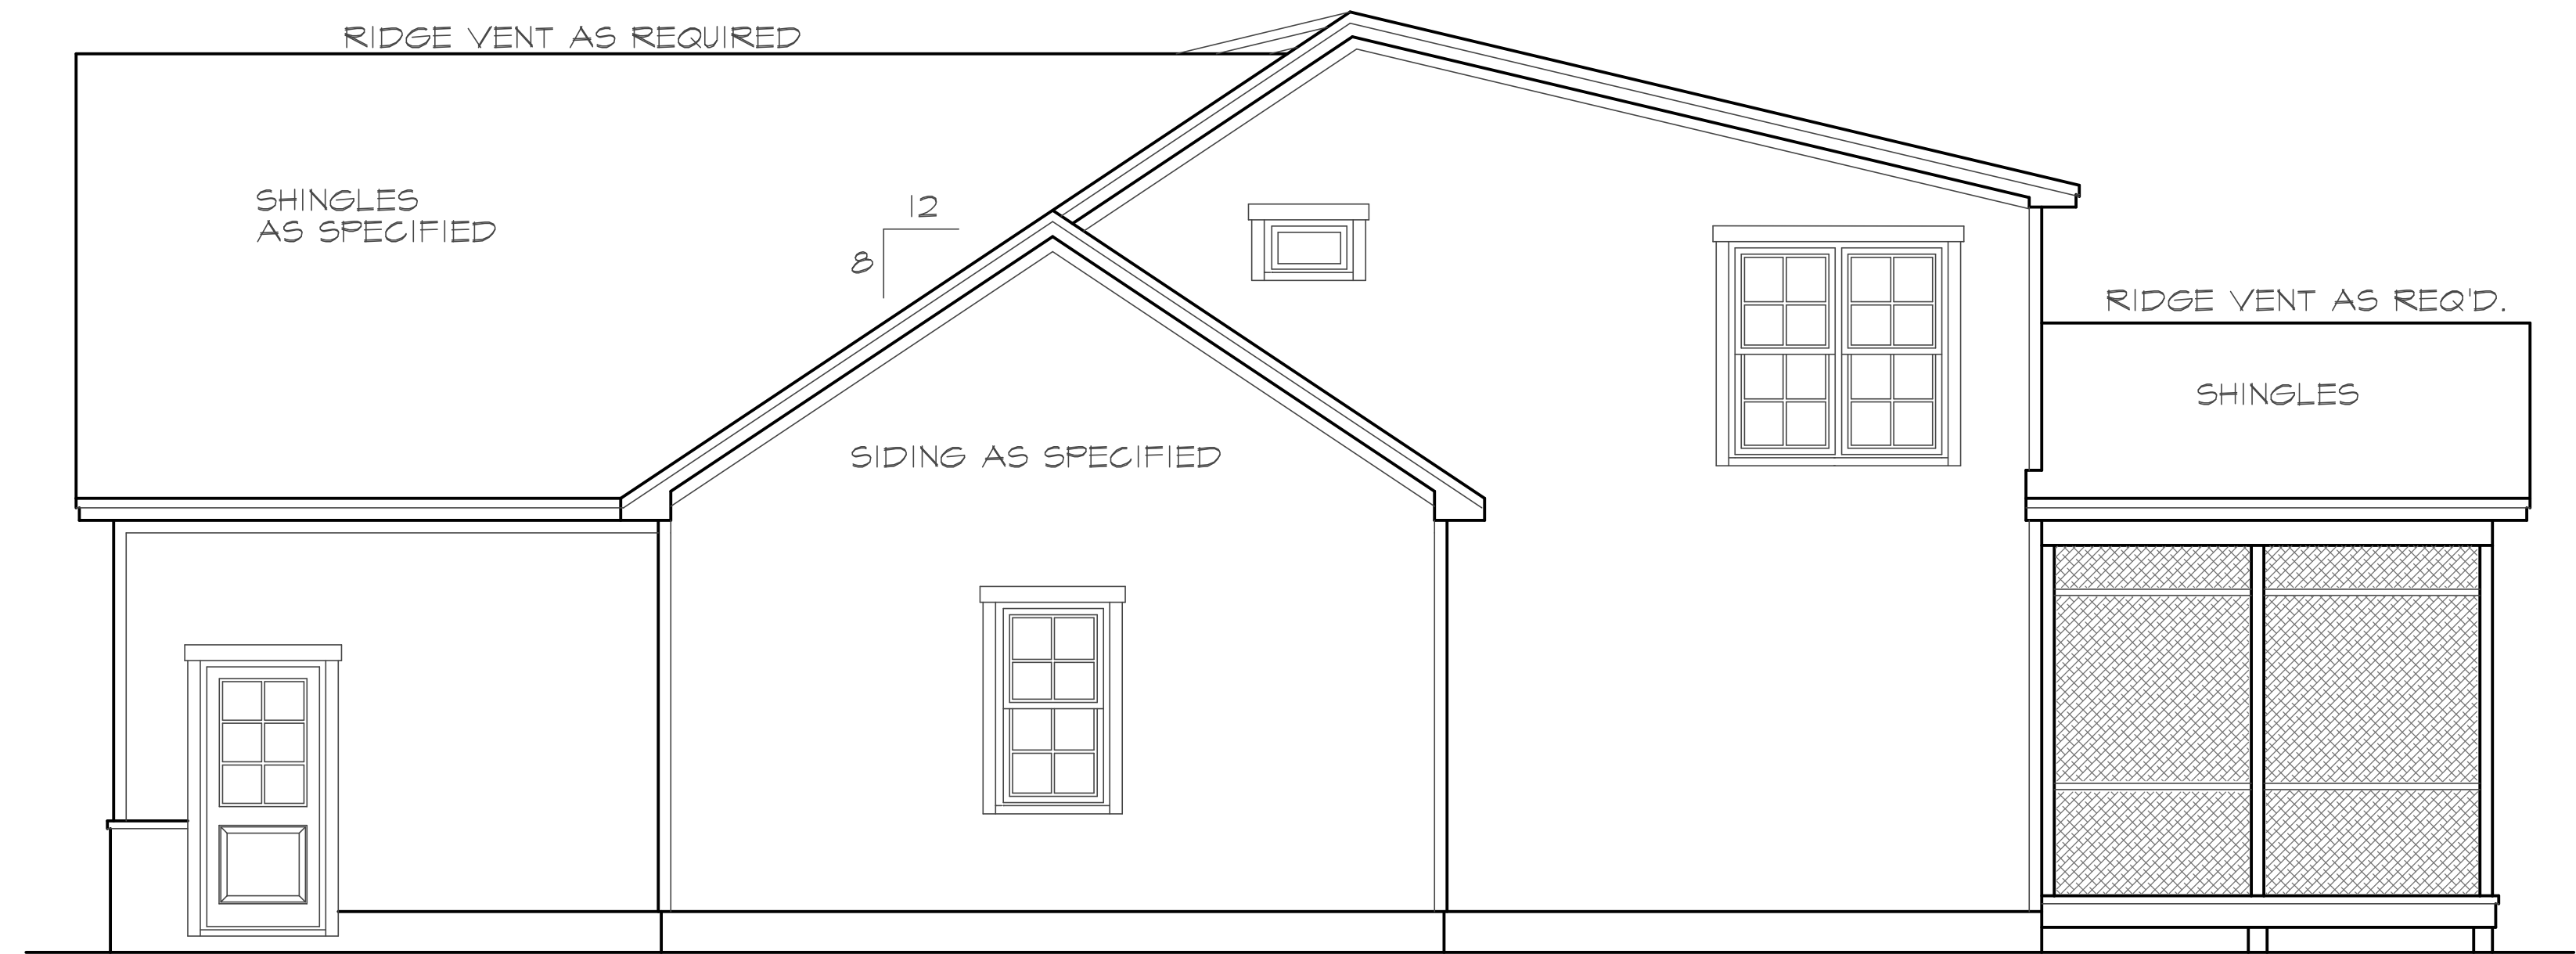 RIDGE VENT AS REQUIRED
SHINGLES
AS SPECIFIED
12
8
RIDGE VENT AS REQ'D.
SHINGLES
SIDING AS SPECIFIED